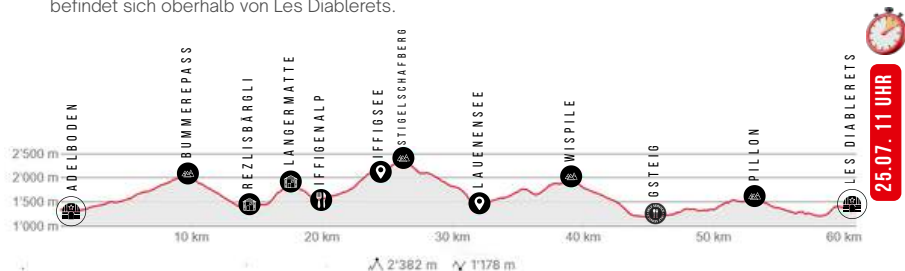 befindet sich oberhalb von Les Diablerets.
ADELBODEN
BUMMEREPASS
REZLISBÄRGLI
LANGERMATTE
IFFIGENALP
IFFIGSEE
STIGELSCHAFBERG
LAUENENSEE
WISPILE
GSTEIG
PILLON
LES DIABLERETS
25.07. 11 UHR
2'500 m
2'000 m
1'500 m
1'000 m
10 km
20 km
30 km
40 km
50 km
60 km
2'382 m
1'178 m